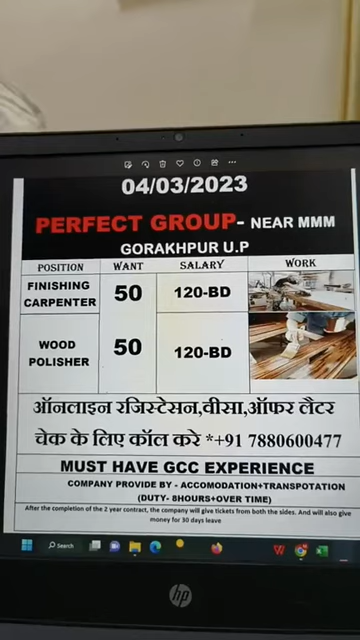 04/03/2023
PERFECT GROUP- NEAR MMM
GORAKHPUR U.P
POSITION WANT SALARY WORK
FINISHING CARPENTER 50 120-BD
WOOD POLISHER 50 120-BD
ऑनलाइन रजिस्टेसन,वीसा,ऑफर लैटर
चेक के लिए कॉल करे *+91 7880600477
MUST HAVE GCC EXPERIENCE
COMPANY PROVIDE BY - ACCOMODATION+TRANSPOTATION
(DUTY- 8HOURS+OVER TIME)
After the completion of the 2 year contract, the company will give tickets from both the sides. And will also give
money for 30 days leave
Search
hp